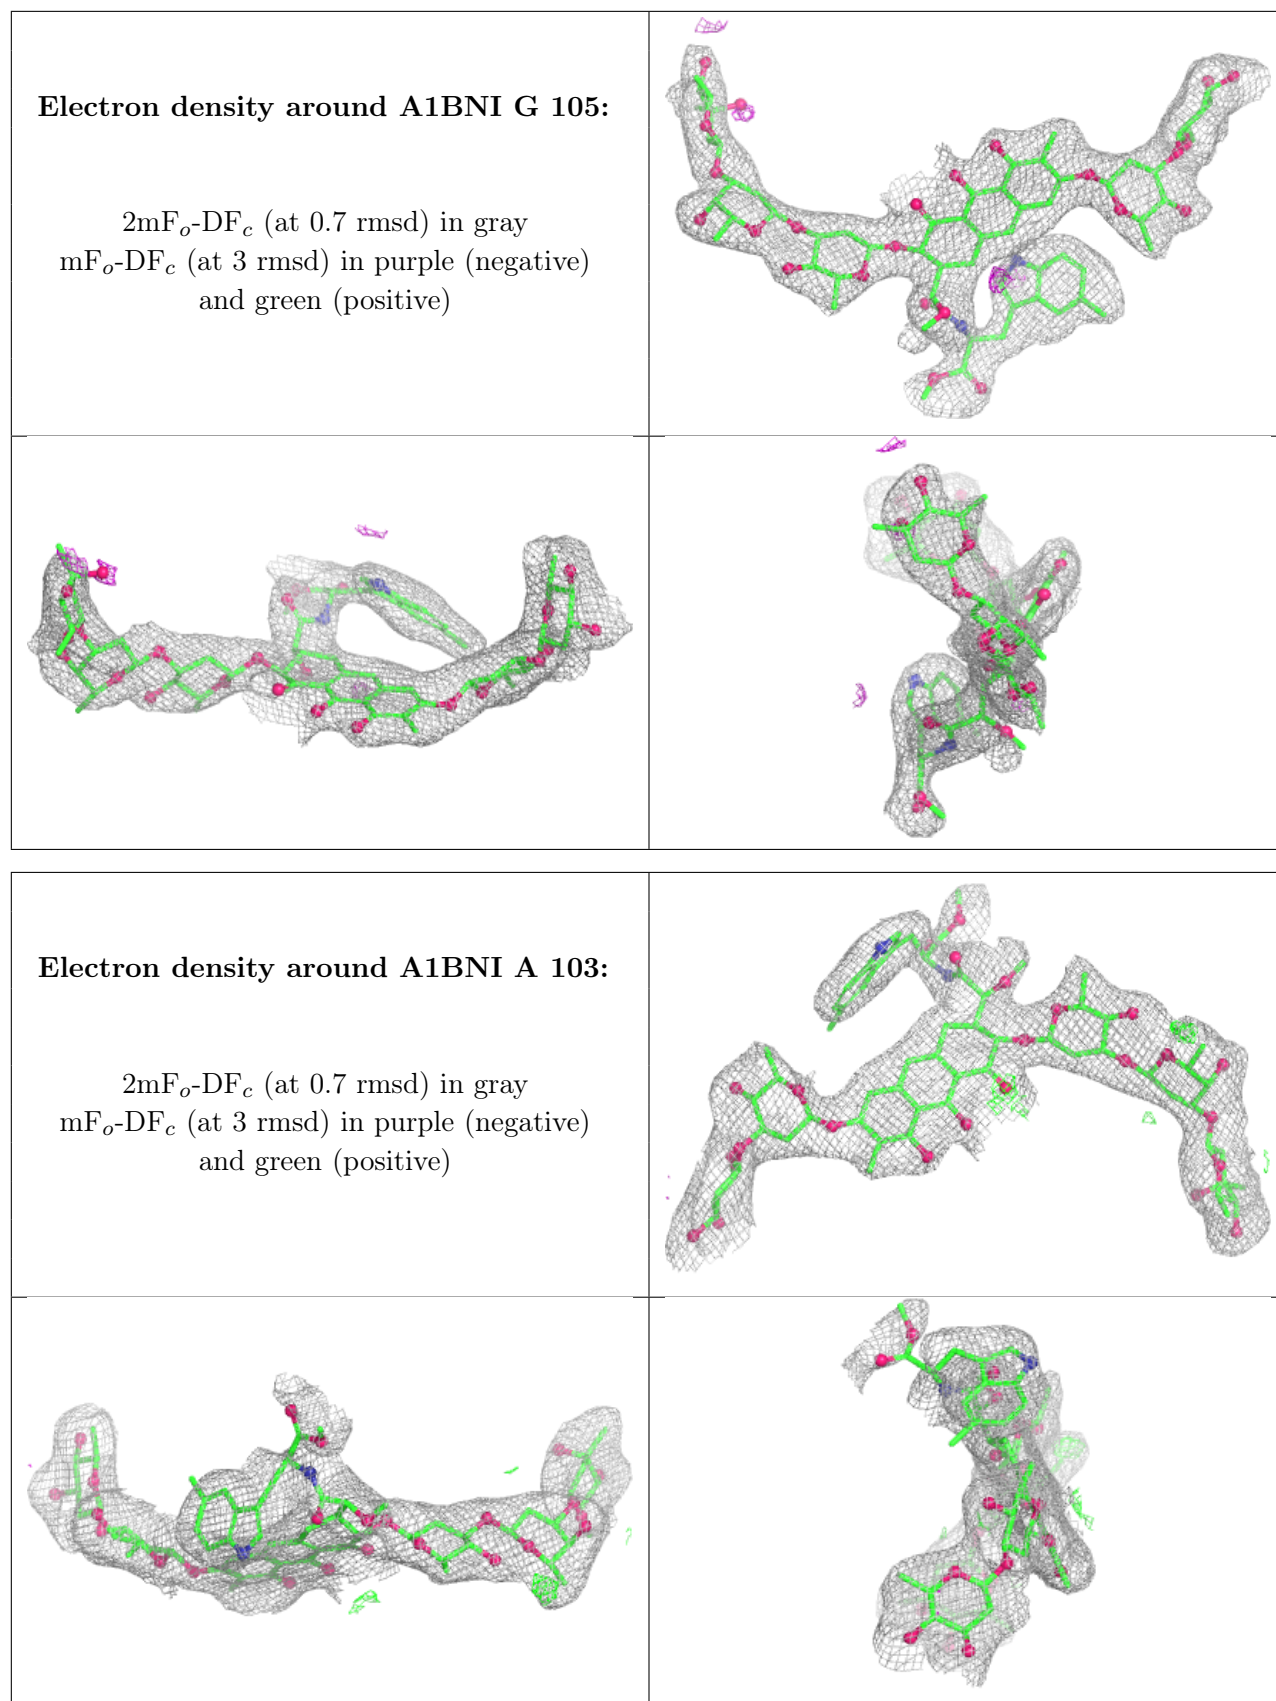 Electron density around A1BNI G 105:
2mFo-DFc (at 0.7 rmsd) in gray
mFo-DFc (at 3 rmsd) in purple (negative)
and green (positive)
Electron density around A1BNI A 103:
2mFo-DFc (at 0.7 rmsd) in gray
mFo-DFc (at 3 rmsd) in purple (negative)
and green (positive)